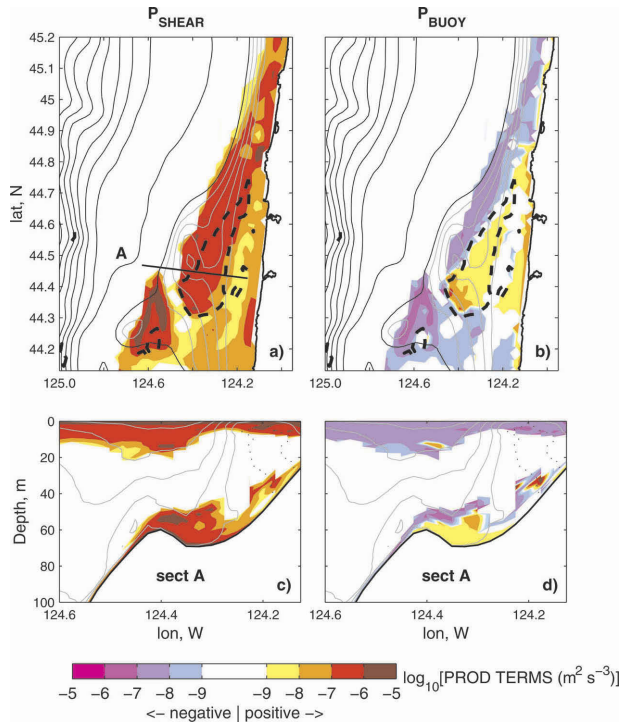 P_SHEAR P_BUOY
45.2
45
44.9
44.8
44.7
44.6
44.5
44.4
44.3
44.2
lat, N
A
a) b)
125.0 124.6 124.2 125.0 124.6 124.2
0
20
40
60
80
100
Depth, m
sect A c) sect A d)
124.6 124.4 124.2 124.6 124.4 124.2
lon, W lon, W
log10[PROD TERMS (m² s⁻³)]
−5 −6 −7 −8 −9 −9 −8 −7 −6 −5
<− negative | positive −>